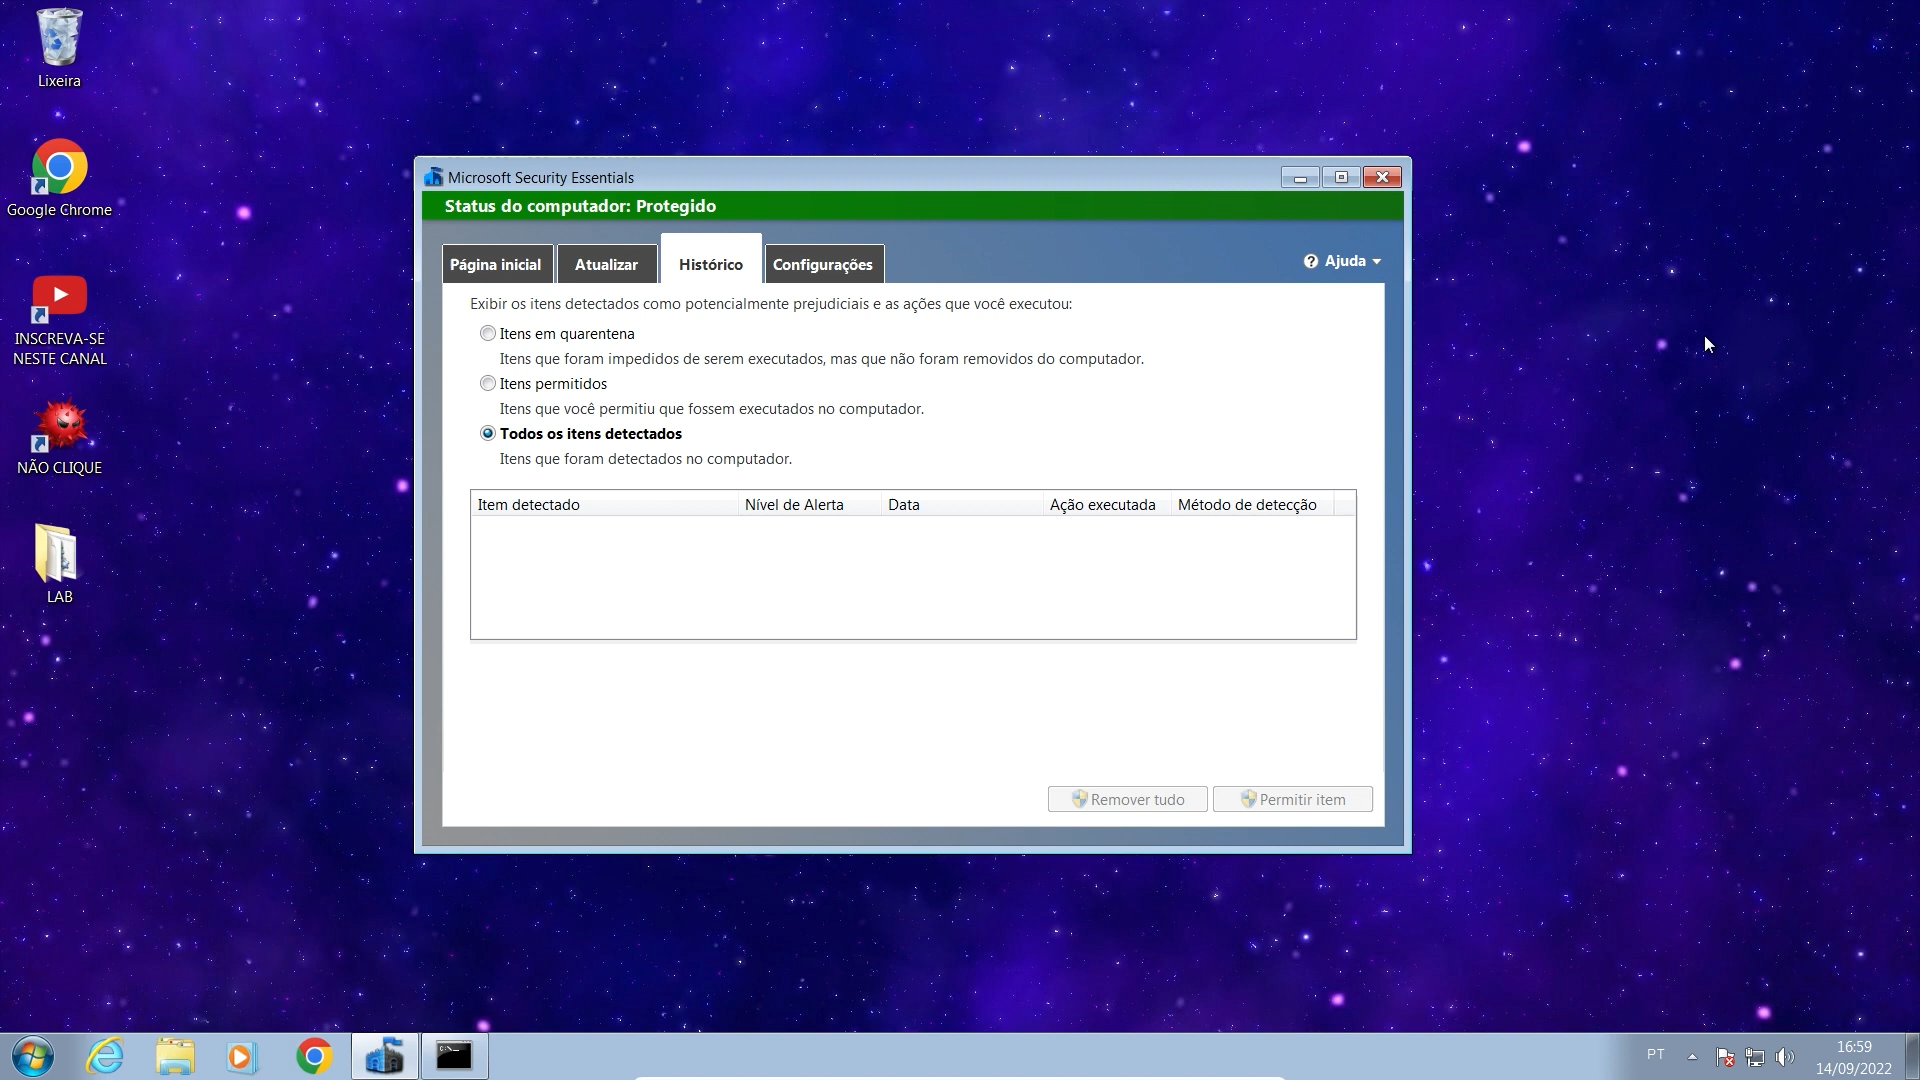 Lixeira
Google Chrome
INSCREVA-SE
NESTE CANAL
NÃO CLIQUE
LAB
Microsoft Security Essentials
Status do computador: Protegido
Página inicial
Atualizar
Histórico
Configurações
Ajuda
Exibir os itens detectados como potencialmente prejudiciais e as ações que você executou:
Itens em quarentena
Itens que foram impedidos de serem executados, mas que não foram removidos do computador.
Itens permitidos
Itens que você permitiu que fossem executados no computador.
Todos os itens detectados
Itens que foram detectados no computador.
Item detectado
Nível de Alerta
Data
Ação executada
Método de detecção
Remover tudo
Permitir item
PT
16:59
14/09/2022